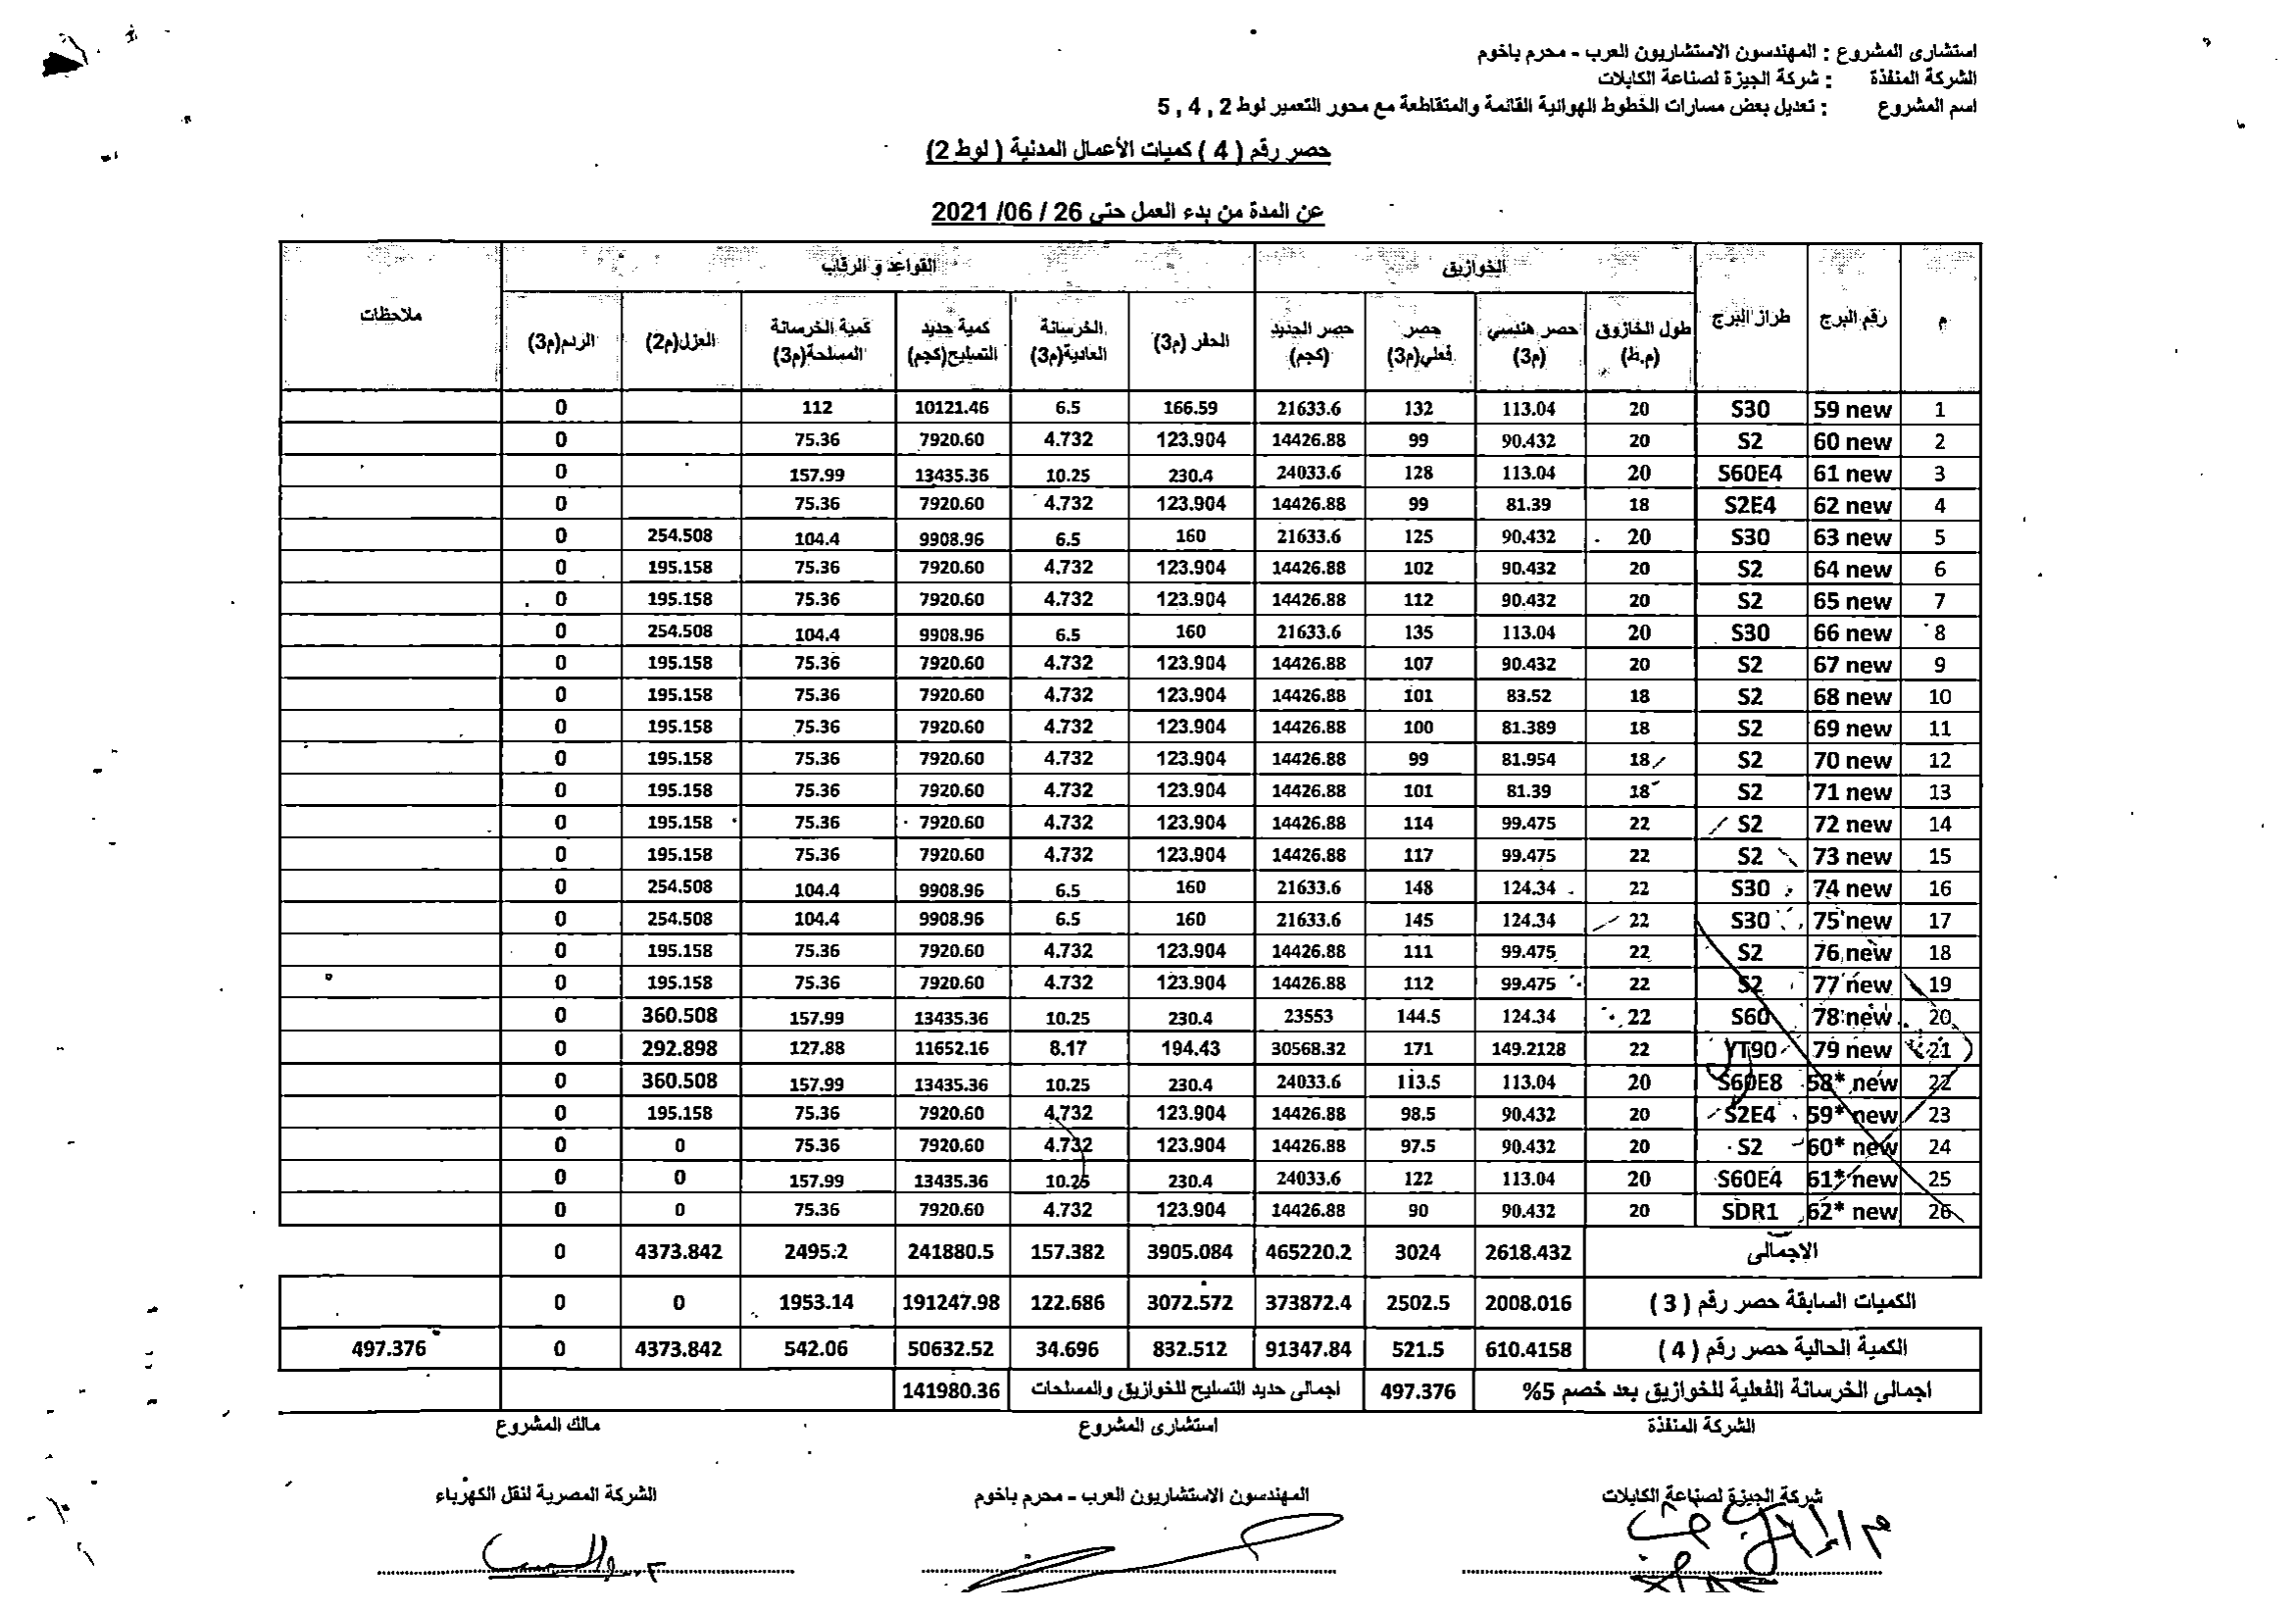 استشارى المشروع : المهندسون الاستشاريون العرب - محرم باخوم
الشركة المنفذة : شركة الجيزة لصناعة الكابلات
اسم المشروع : تعديل بعض مسارات الخطوط الهوائية القائمة والمتقاطعة مع محور التعمير لوط 2 , 4 , 5
حصر رقم ( 4 ) كميات الأعمال المدنية ( لوط 2)
عن المدة من بدء العمل حتى 26 / 06 /2021
م رقم البرج طراز البرج الخوازيق القواعد و الرقاب ملاحظات
طول الخازوق (م.ط) حصر هندسي (م3) حصر فعلي(م3) حصر الحديد (كجم) الحفر (م3) الخرسانة العادية(م3) كمية حديد التسليح(كجم) كمية الخرسانة المسلحة(م3) العزل(م2) الردم(م3)
1 59 new S30 20 113.04 132 21633.6 166.59 6.5 10121.46 112 0
2 60 new S2 20 90.432 99 14426.88 123.904 4.732 7920.60 75.36 0
3 61 new S60E4 20 113.04 128 24033.6 230.4 10.25 13435.36 157.99 0
4 62 new S2E4 18 81.39 99 14426.88 123.904 4.732 7920.60 75.36 0
5 63 new S30 20 90.432 125 21633.6 160 6.5 9908.96 104.4 254.508 0
6 64 new S2 20 90.432 102 14426.88 123.904 4.732 7920.60 75.36 195.158 0
7 65 new S2 20 90.432 112 14426.88 123.904 4.732 7920.60 75.36 195.158 0
8 66 new S30 20 113.04 135 21633.6 160 6.5 9908.96 104.4 254.508 0
9 67 new S2 20 90.432 107 14426.88 123.904 4.732 7920.60 75.36 195.158 0
10 68 new S2 18 83.52 101 14426.88 123.904 4.732 7920.60 75.36 195.158 0
11 69 new S2 18 81.389 100 14426.88 123.904 4.732 7920.60 75.36 195.158 0
12 70 new S2 18 81.954 99 14426.88 123.904 4.732 7920.60 75.36 195.158 0
13 71 new S2 18 81.39 101 14426.88 123.904 4.732 7920.60 75.36 195.158 0
14 72 new S2 22 99.475 114 14426.88 123.904 4.732 7920.60 75.36 195.158 0
15 73 new S2 22 99.475 117 14426.88 123.904 4.732 7920.60 75.36 195.158 0
16 74 new S30 22 124.34 148 21633.6 160 6.5 9908.96 104.4 254.508 0
17 75 new S30 22 124.34 145 21633.6 160 6.5 9908.96 104.4 254.508 0
18 76 new S2 22 99.475 111 14426.88 123.904 4.732 7920.60 75.36 195.158 0
19 77 new S2 22 99.475 112 14426.88 123.904 4.732 7920.60 75.36 195.158 0
20 78 new S60 22 124.34 144.5 23553 230.4 10.25 13435.36 157.99 360.508 0
21 79 new YT90 22 149.2128 171 30568.32 194.43 8.17 11652.16 127.88 292.898 0
22 58* new S60E8 20 113.04 113.5 24033.6 230.4 10.25 13435.36 157.99 360.508 0
23 59* new S2E4 20 90.432 98.5 14426.88 123.904 4.732 7920.60 75.36 195.158 0
24 60* new S2 20 90.432 97.5 14426.88 123.904 4.732 7920.60 75.36 0 0
25 61* new S60E4 20 113.04 122 24033.6 230.4 10.25 13435.36 157.99 0 0
26 62* new SDR1 20 90.432 90 14426.88 123.904 4.732 7920.60 75.36 0 0
الاجمالى 2618.432 3024 465220.2 3905.084 157.382 241880.5 2495.2 4373.842 0
الكميات السابقة حصر رقم ( 3 ) 2008.016 2502.5 373872.4 3072.572 122.686 191247.98 1953.14 0 0
الكمية الحالية حصر رقم ( 4 ) 610.4158 521.5 91347.84 832.512 34.696 50632.52 542.06 4373.842 0 497.376
اجمالى الخرسانة الفعلية للخوازيق بعد خصم 5% 497.376 اجمالى حديد التسليح للخوازيق والمسلحات 141980.36
الشركة المنفذة استشارى المشروع مالك المشروع
شركة الجيزة لصناعة الكابلات المهندسون الاستشاريون العرب - محرم باخوم الشركة المصرية لنقل الكهرباء